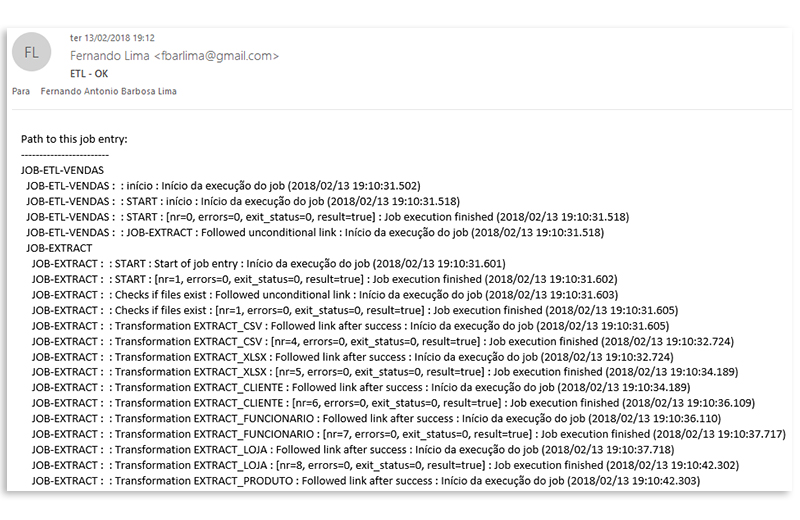 FL
ter 13/02/2018 19:12
Fernando Lima <fbarlima@gmail.com>
ETL - OK
Para Fernando Antonio Barbosa Lima
Path to this job entry:
------------------------
JOB-ETL-VENDAS
JOB-ETL-VENDAS : : início : Início da execução do job (2018/02/13 19:10:31.502)
JOB-ETL-VENDAS : : START : início : Início da execução do job (2018/02/13 19:10:31.518)
JOB-ETL-VENDAS : : START : [nr=0, errors=0, exit_status=0, result=true] : Job execution finished (2018/02/13 19:10:31.518)
JOB-ETL-VENDAS : : JOB-EXTRACT : Followed unconditional link : Início da execução do job (2018/02/13 19:10:31.518)
JOB-EXTRACT
JOB-EXTRACT : : START : Start of job entry : Início da execução do job (2018/02/13 19:10:31.601)
JOB-EXTRACT : : START : [nr=1, errors=0, exit_status=0, result=true] : Job execution finished (2018/02/13 19:10:31.602)
JOB-EXTRACT : : Checks if files exist : Followed unconditional link : Início da execução do job (2018/02/13 19:10:31.603)
JOB-EXTRACT : : Checks if files exist : [nr=1, errors=0, exit_status=0, result=true] : Job execution finished (2018/02/13 19:10:31.605)
JOB-EXTRACT : : Transformation EXTRACT_CSV : Followed link after success : Início da execução do job (2018/02/13 19:10:31.605)
JOB-EXTRACT : : Transformation EXTRACT_CSV : [nr=4, errors=0, exit_status=0, result=true] : Job execution finished (2018/02/13 19:10:32.724)
JOB-EXTRACT : : Transformation EXTRACT_XLSX : Followed link after success : Início da execução do job (2018/02/13 19:10:32.724)
JOB-EXTRACT : : Transformation EXTRACT_XLSX : [nr=5, errors=0, exit_status=0, result=true] : Job execution finished (2018/02/13 19:10:34.189)
JOB-EXTRACT : : Transformation EXTRACT_CLIENTE : Followed link after success : Início da execução do job (2018/02/13 19:10:34.189)
JOB-EXTRACT : : Transformation EXTRACT_CLIENTE : [nr=6, errors=0, exit_status=0, result=true] : Job execution finished (2018/02/13 19:10:36.109)
JOB-EXTRACT : : Transformation EXTRACT_FUNCIONARIO : Followed link after success : Início da execução do job (2018/02/13 19:10:36.110)
JOB-EXTRACT : : Transformation EXTRACT_FUNCIONARIO : [nr=7, errors=0, exit_status=0, result=true] : Job execution finished (2018/02/13 19:10:37.717)
JOB-EXTRACT : : Transformation EXTRACT_LOJA : Followed link after success : Início da execução do job (2018/02/13 19:10:37.718)
JOB-EXTRACT : : Transformation EXTRACT_LOJA : [nr=8, errors=0, exit_status=0, result=true] : Job execution finished (2018/02/13 19:10:42.302)
JOB-EXTRACT : : Transformation EXTRACT_PRODUTO : Followed link after success : Início da execução do job (2018/02/13 19:10:42.303)